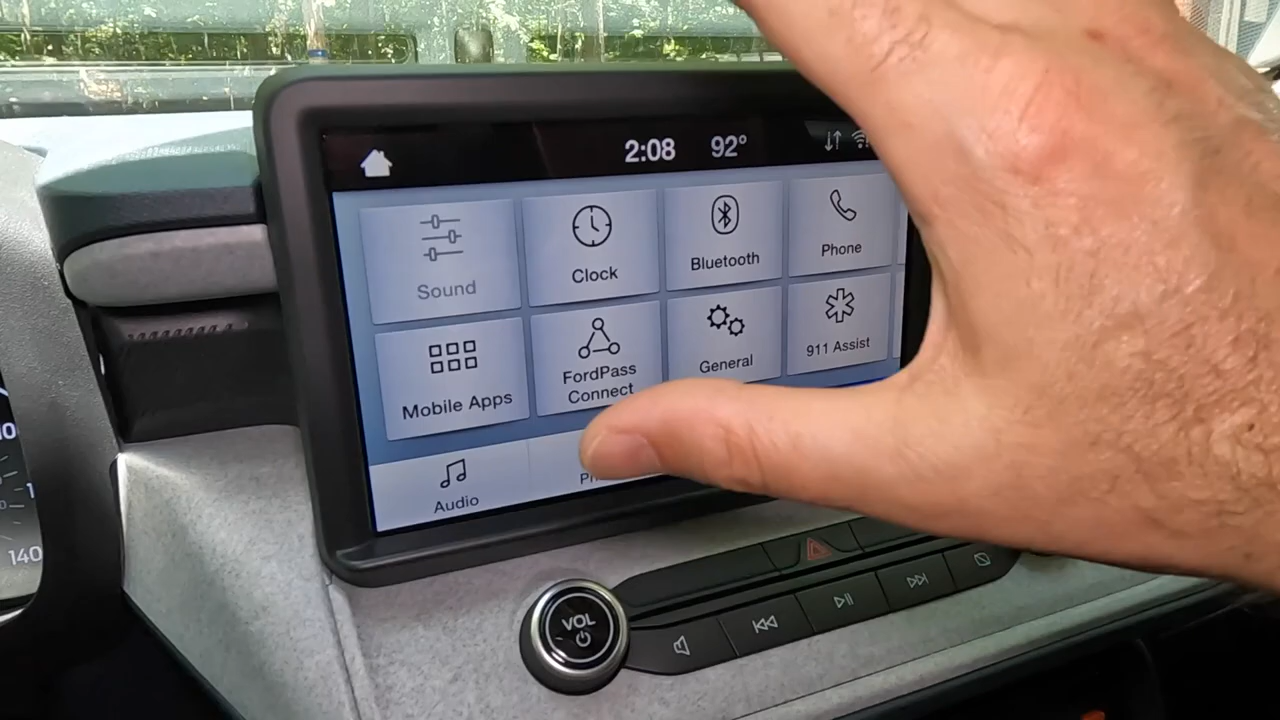 2:08 92°
Sound
Clock
Bluetooth
Phone
Mobile Apps
FordPass
Connect
General
911 Assist
Audio
VOL
140